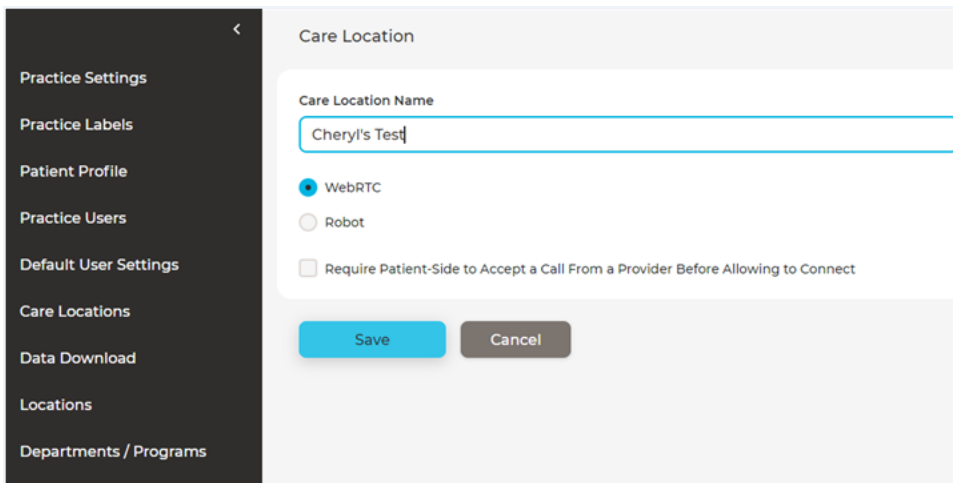 Practice Settings
Practice Labels
Patient Profile
Practice Users
Default User Settings
Care Locations
Data Download
Locations
Departments / Programs
Care Location
Care Location Name
Cheryl's Test
WebRTC
Robot
Require Patient-Side to Accept a Call From a Provider Before Allowing to Connect
Save
Cancel